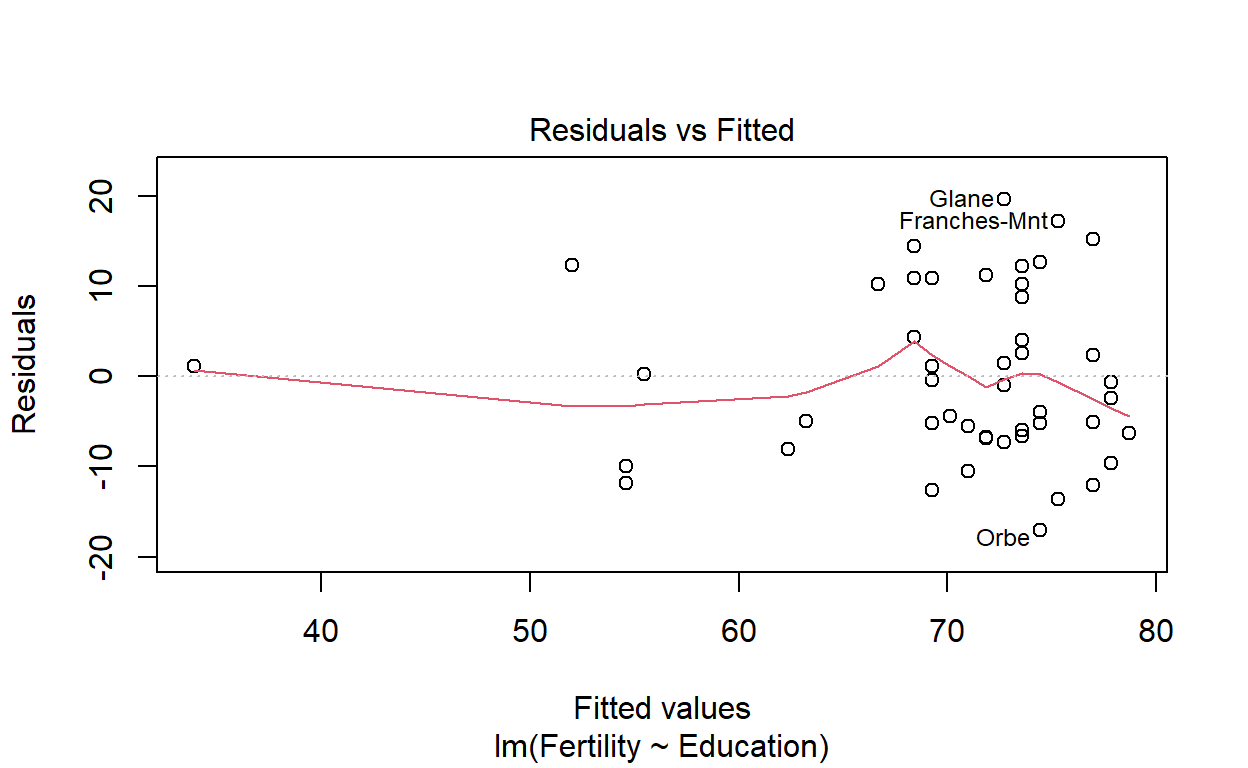 Residuals vs Fitted
Residuals
20
10
0
-10
-20
Glane
Franches-Mnt
Orbe
40 50 60 70 80
Fitted values
lm(Fertility ~ Education)